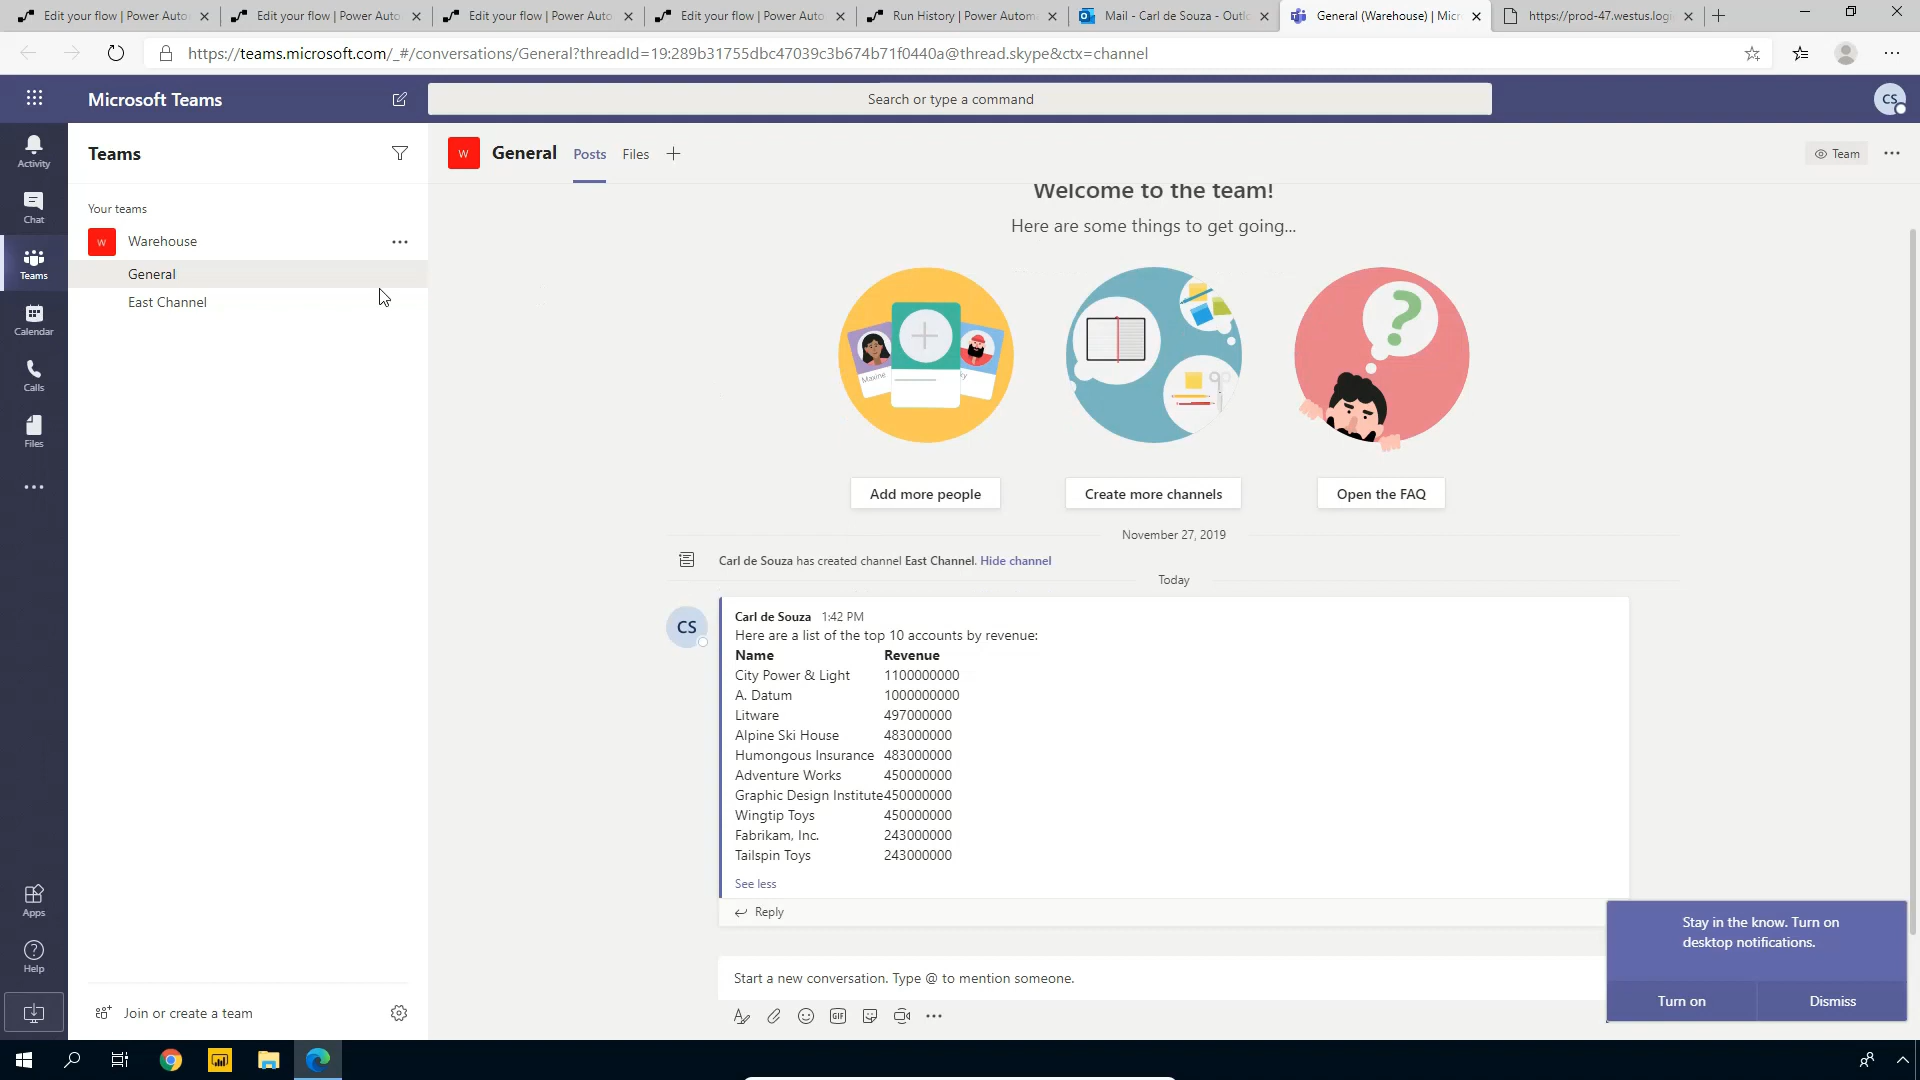 Edit your flow | Power Auto
Edit your flow | Power Auto
Edit your flow | Power Auto
Edit your flow | Power Auto
Run History | Power Autom
Mail - Carl de Souza - Outl
General (Warehouse) | Micr
https://prod-47.westus.logi
https://teams.microsoft.com/_#/conversations/General?threadId=19:289b31755dbc47039c3b674b71f0440a@thread.skype&ctx=channel
Microsoft Teams
Search or type a command
CS
Activity
Chat
Teams
Calendar
Calls
Files
Apps
Help
Teams
Your teams
W
Warehouse
General
East Channel
Join or create a team
W
General
Posts
Files
Team
Welcome to the team!
Here are some things to get going...
Maxine
Add more people
Create more channels
Open the FAQ
November 27, 2019
Carl de Souza has created channel East Channel. Hide channel
Today
CS
Carl de Souza 1:42 PM
Here are a list of the top 10 accounts by revenue:
Name Revenue
City Power & Light 1100000000
A. Datum 1000000000
Litware 497000000
Alpine Ski House 483000000
Humongous Insurance 483000000
Adventure Works 450000000
Graphic Design Institute 450000000
Wingtip Toys 450000000
Fabrikam, Inc. 243000000
Tailspin Toys 243000000
See less
Reply
Start a new conversation. Type @ to mention someone.
GIF
Stay in the know. Turn on
desktop notifications.
Turn on
Dismiss